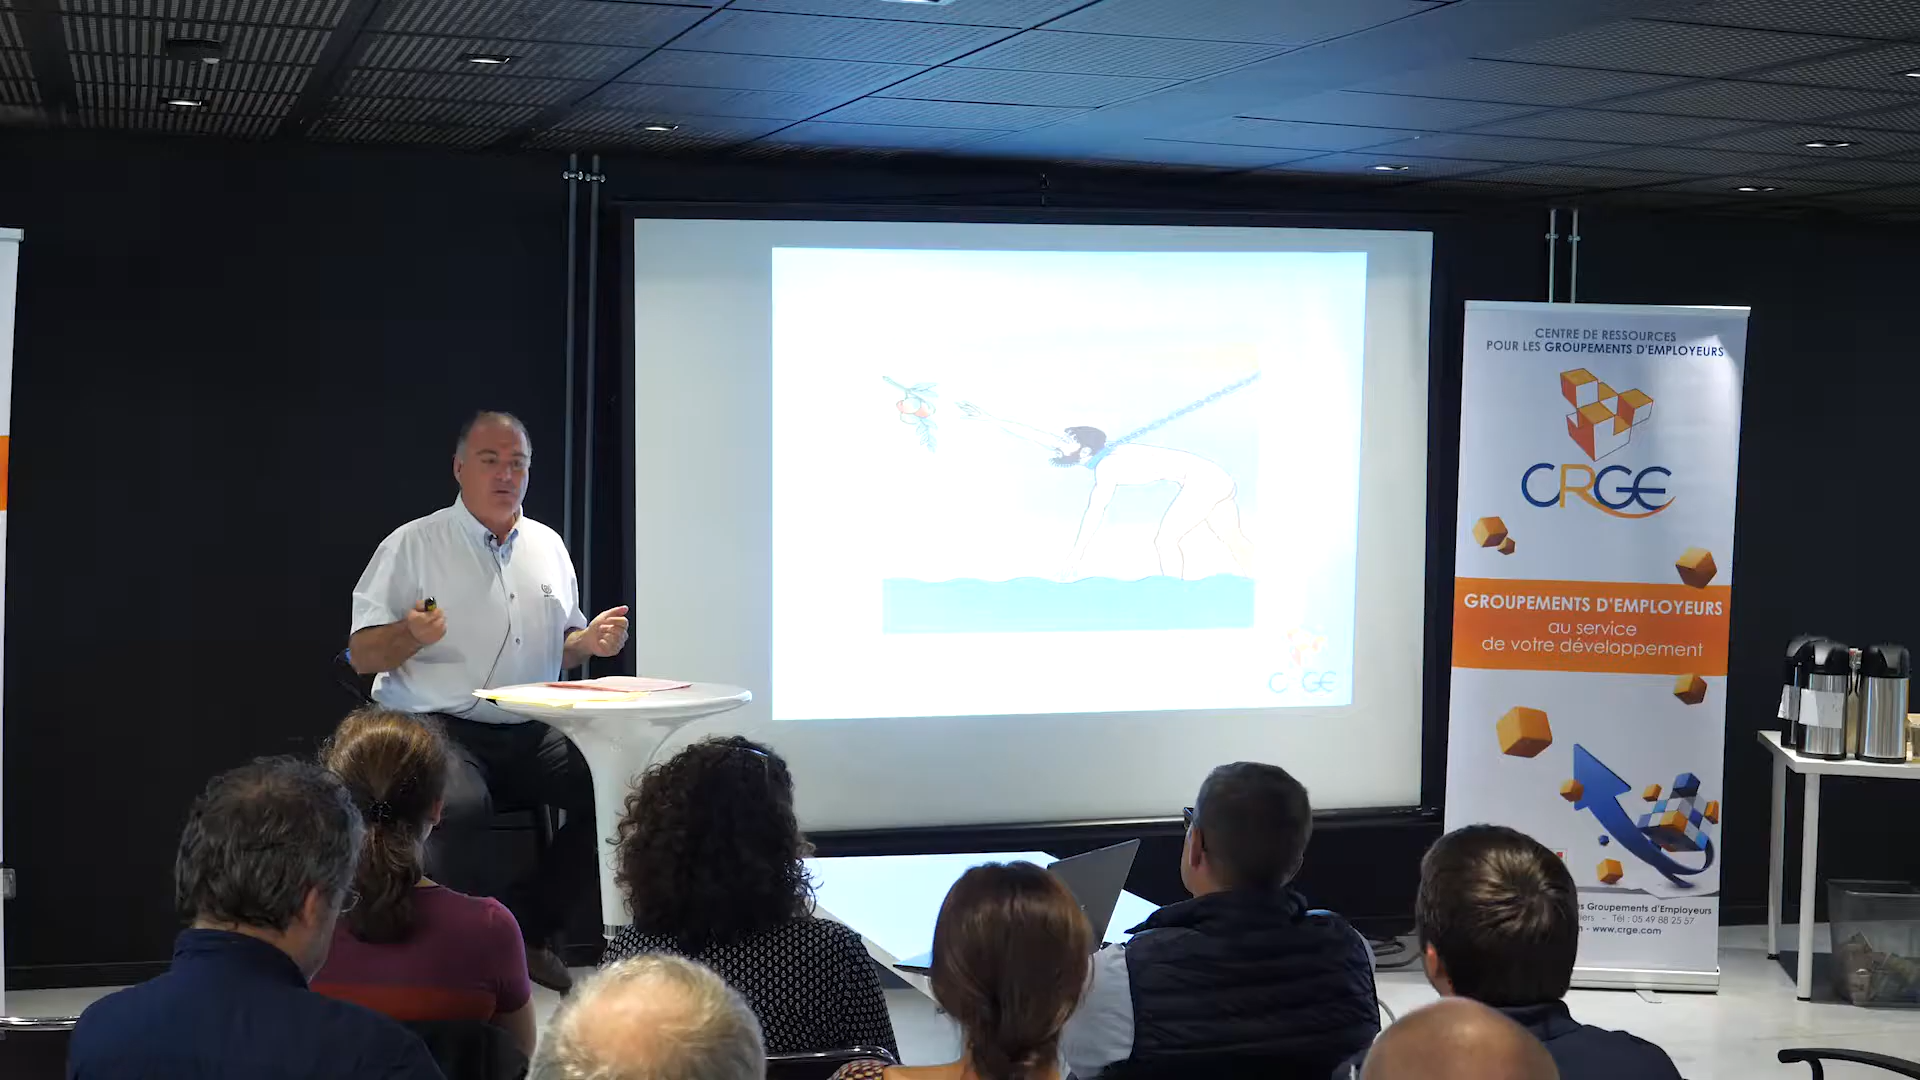 CENTRE DE RESSOURCES
POUR LES GROUPEMENTS D'EMPLOYEURS
CRGE
GROUPEMENTS D'EMPLOYEURS
au service
de votre développement
Groupements d'Employeurs
Tél : 05 49 88 25 57
- www.crge.com
CRGE